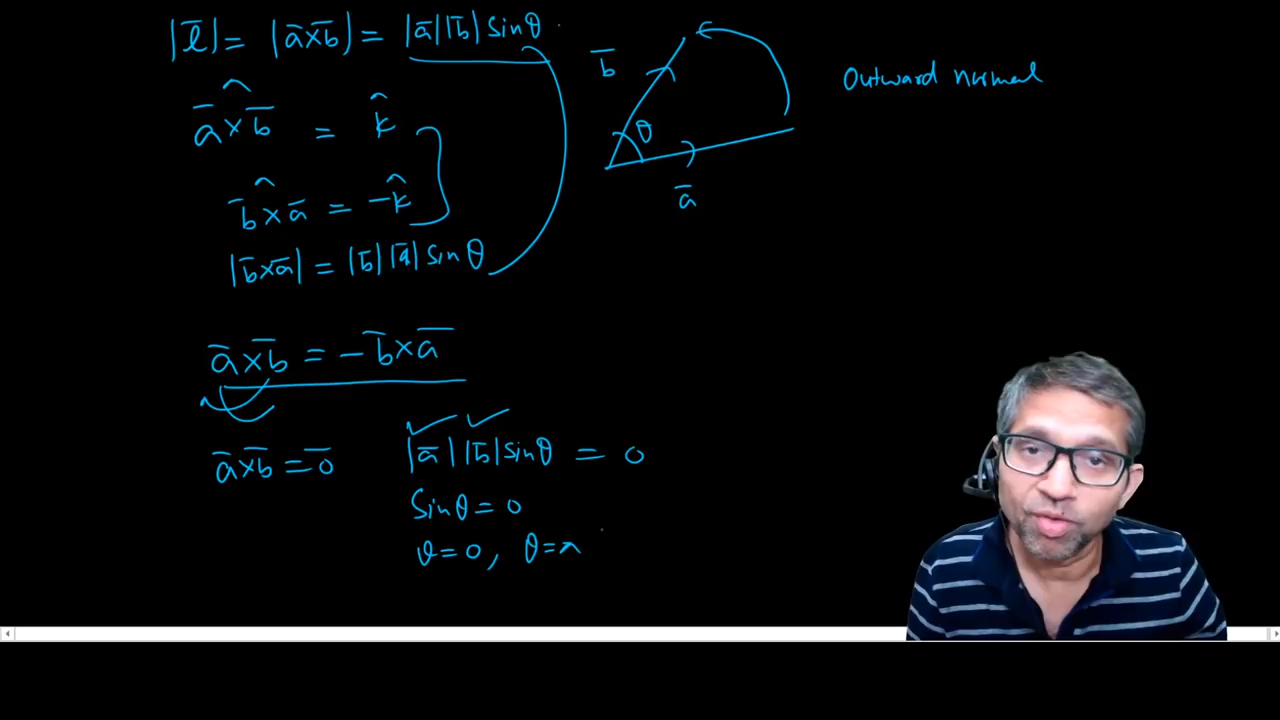 |c̅| = |a̅×b̅| = |a̅||b̅| Sinθ
b̅
θ
a̅
Outward normal
a̅×b̅^ = k̂
b̅×a̅^ = -k̂
|b̅×a̅| = |b̅||a̅| Sinθ
a̅×b̅ = -b̅×a̅
a̅×b̅ = 0̅
|a̅||b̅|sinθ = 0
Sinθ = 0
θ=0, θ=π